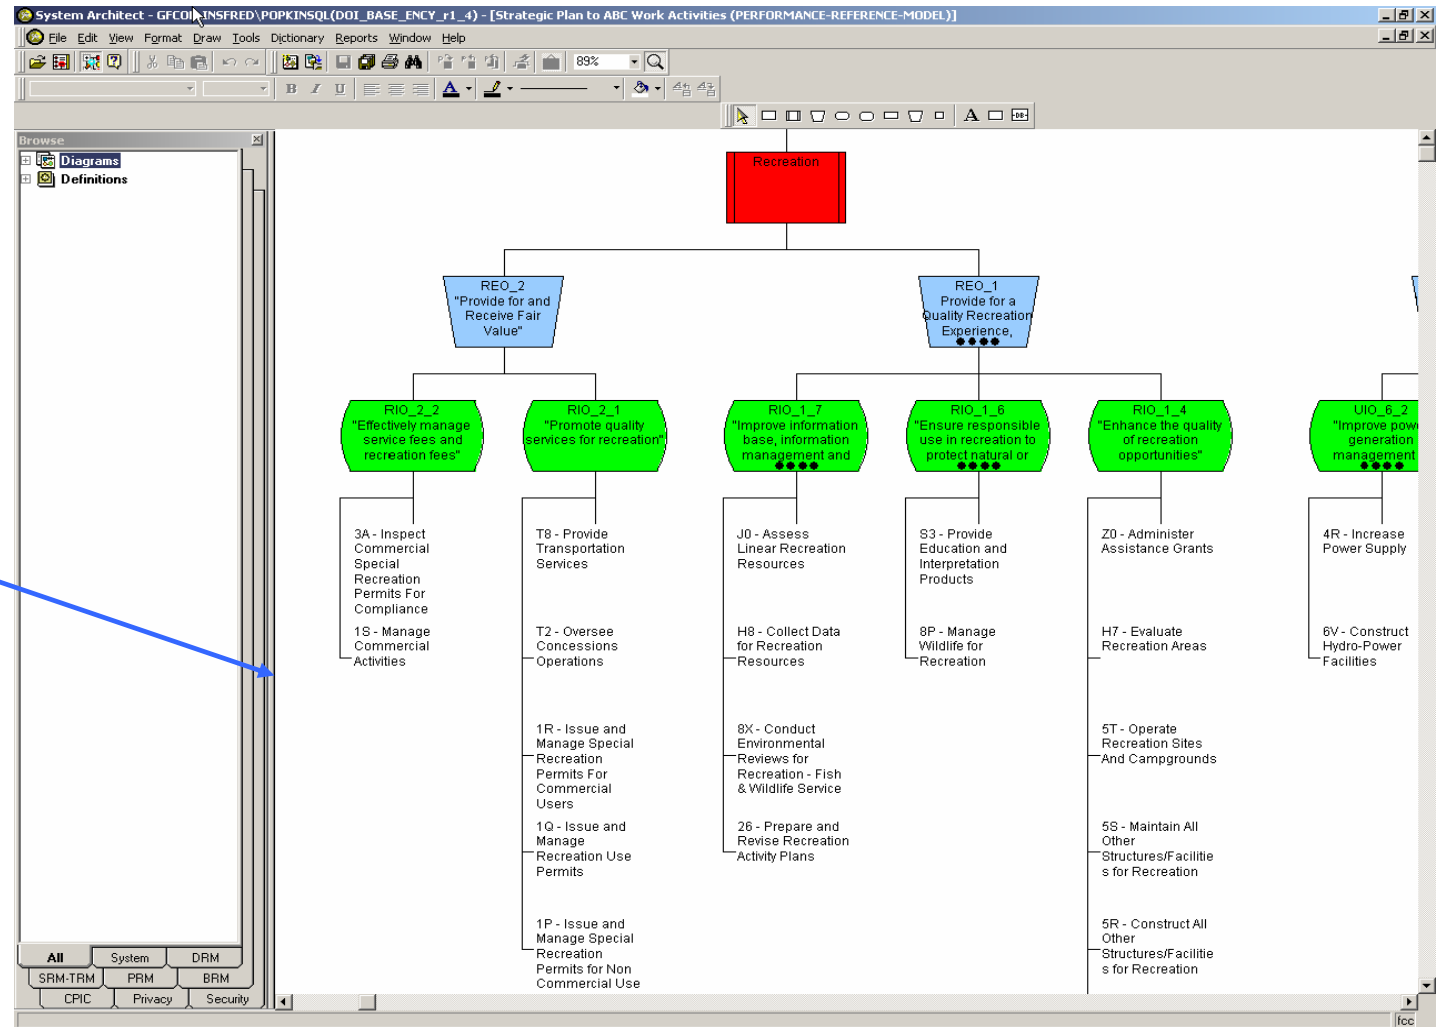 System Architect - GFCOLLINSFRED\POPKINSQL(DOI_BASE_ENCY_r1_4) - [Strategic Plan to ABC Work Activities (PERFORMANCE-REFERENCE-MODEL)]
File Edit View Format Draw Tools Dictionary Reports Window Help
89%
B I U A
A DB
Browse
Diagrams
Definitions
Recreation
REO_2
"Provide for and
Receive Fair
Value"
REO_1
Provide for a
Quality Recreation
Experience,
RIO_2_2
"Effectively manage
service fees and
recreation fees"
RIO_2_1
"Promote quality
services for recreation"
RIO_1_7
"Improve information
base, information
management and
RIO_1_6
"Ensure responsible
use in recreation to
protect natural or
RIO_1_4
"Enhance the quality
of recreation
opportunities"
UIO_6_2
"Improve
generation
management
3A - Inspect
Commercial
Special
Recreation
Permits For
Compliance
1S - Manage
Commercial
Activities
T8 - Provide
Transportation
Services
T2 - Oversee
Concessions
Operations
1R - Issue and
Manage Special
Recreation
Permits For
Commercial
Users
1Q - Issue and
Manage
Recreation Use
Permits
1P - Issue and
Manage Special
Recreation
Permits for Non
Commercial Use
J0 - Assess
Linear Recreation
Resources
H8 - Collect Data
for Recreation
Resources
8X - Conduct
Environmental
Reviews for
Recreation - Fish
& Wildlife Service
26 - Prepare and
Revise Recreation
Activity Plans
S3 - Provide
Education and
Interpretation
Products
8P - Manage
Wildlife for
Recreation
Z0 - Administer
Assistance Grants
H7 - Evaluate
Recreation Areas
5T - Operate
Recreation Sites
And Campgrounds
5S - Maintain All
Other
Structures/Facilitie
s for Recreation
5R - Construct All
Other
Structures/Facilitie
s for Recreation
4R - Increase
Power Supply
6V - Construct
Hydro-Power
Facilities
All System DRM
SRM-TRM PRM BRM
CPIC Privacy Security
fcc